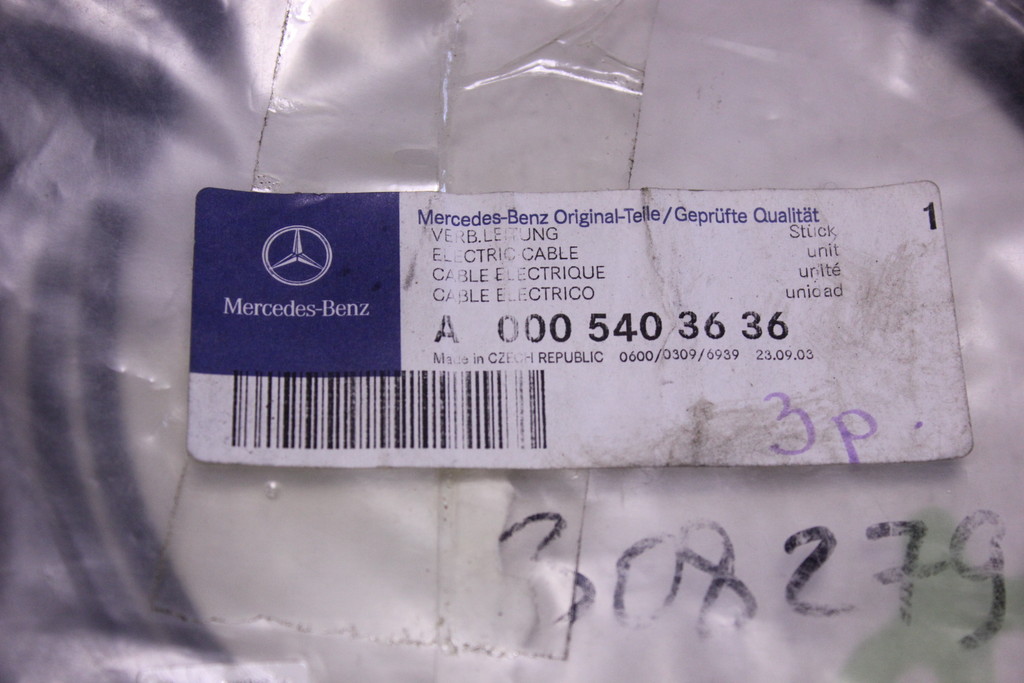 Mercedes-Benz
Mercedes-Benz Original-Teile/Geprüfte Qualität 1
VERB.LEITUNG Stück
ELECTRIC CABLE unit
CABLE ELECTRIQUE unité
CABLE ELECTRICO unidad
A 000 540 36 36
Made in CZECH REPUBLIC 0600/0309/6939 23.09.03
3p.
308279